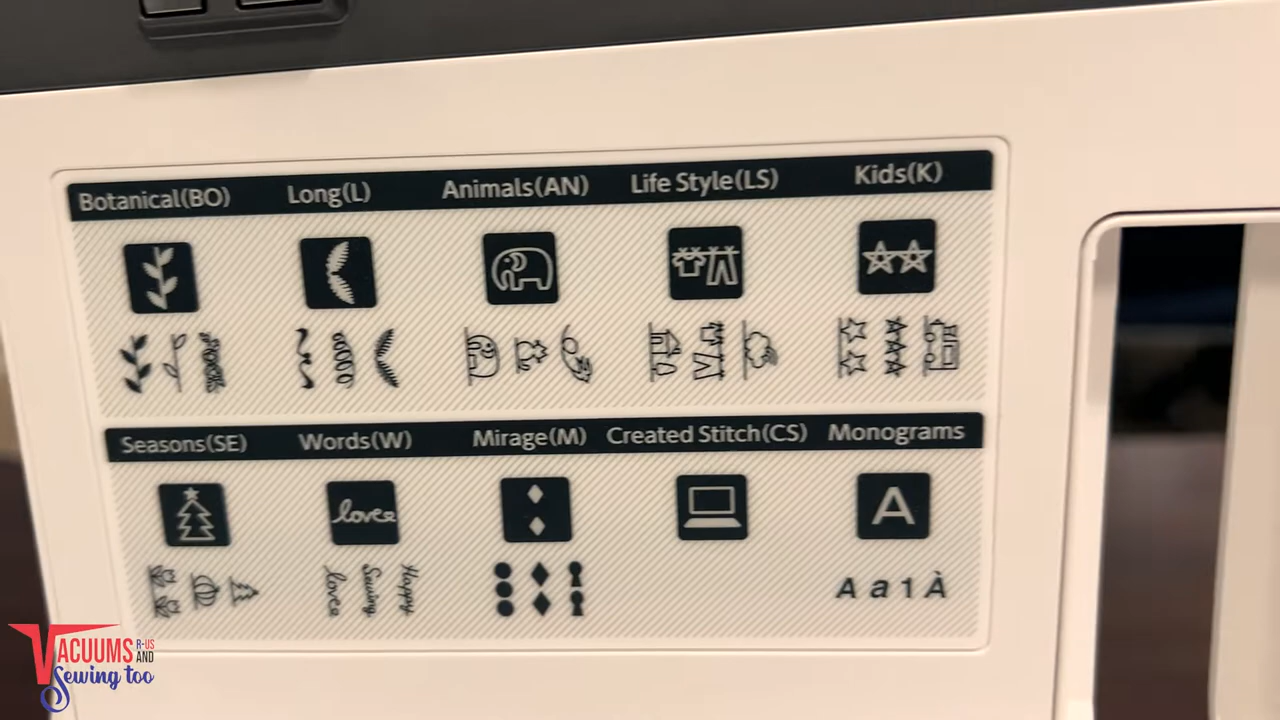 Botanical(BO) Long(L) Animals(AN) Life Style(LS) Kids(K)
Seasons(SE) Words(W) Mirage(M) Created Stitch(CS) Monograms
love A
love Sewing Happy A a 1 À
VACUUMS R-US AND
Sewing too